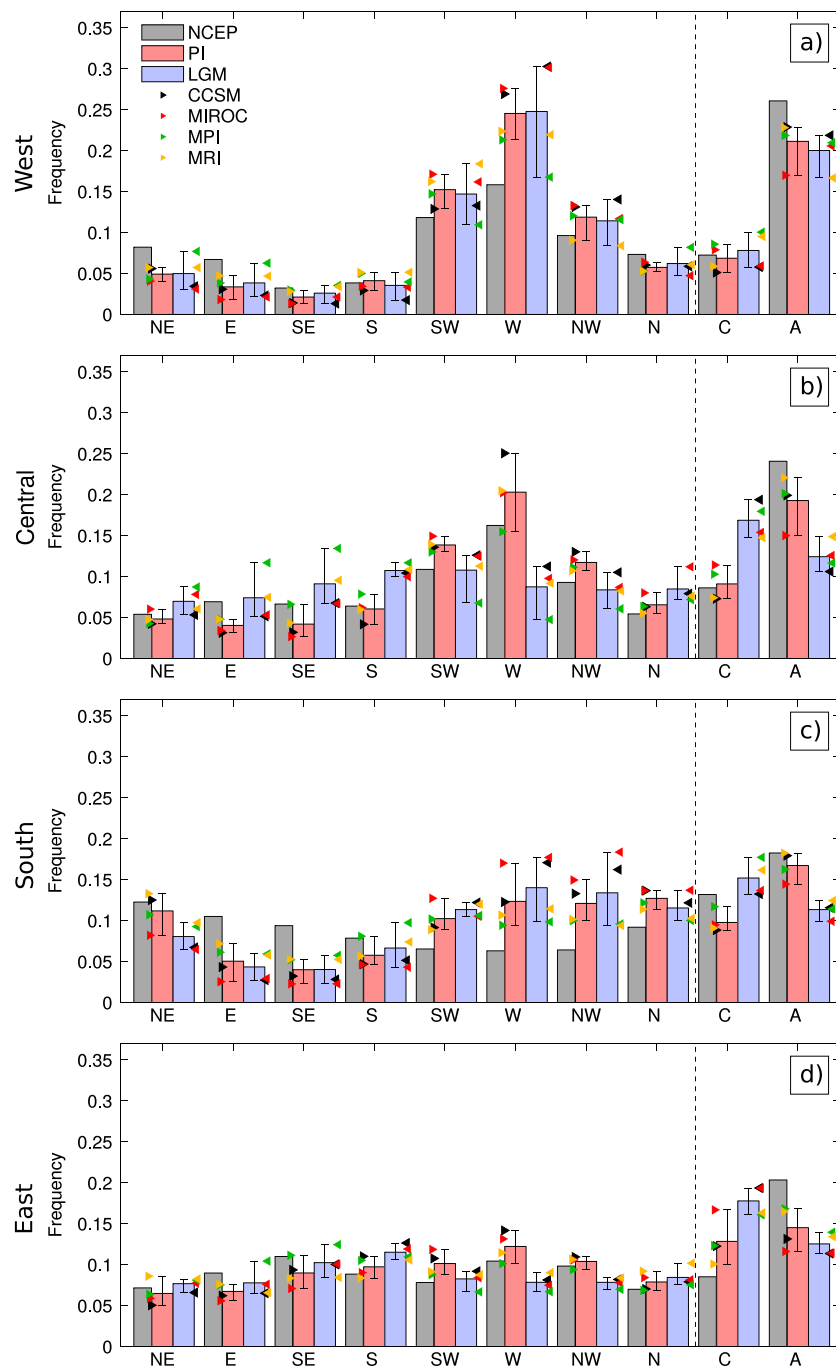 0.35
a)
NCEP
PI
0.3
LGM
CCSM
0.25
MIROC
MPI
0.2
MRI
West
Frequency
0.15
0.1
0.05
0
NE E SE S SW W NW N C A
0.35
b)
0.3
0.25
0.2
Central
Frequency
0.15
0.1
0.05
0
NE E SE S SW W NW N C A
0.35
c)
0.3
0.25
0.2
South
Frequency
0.15
0.1
0.05
0
NE E SE S SW W NW N C A
0.35
d)
0.3
0.25
0.2
East
Frequency
0.15
0.1
0.05
0
NE E SE S SW W NW N C A